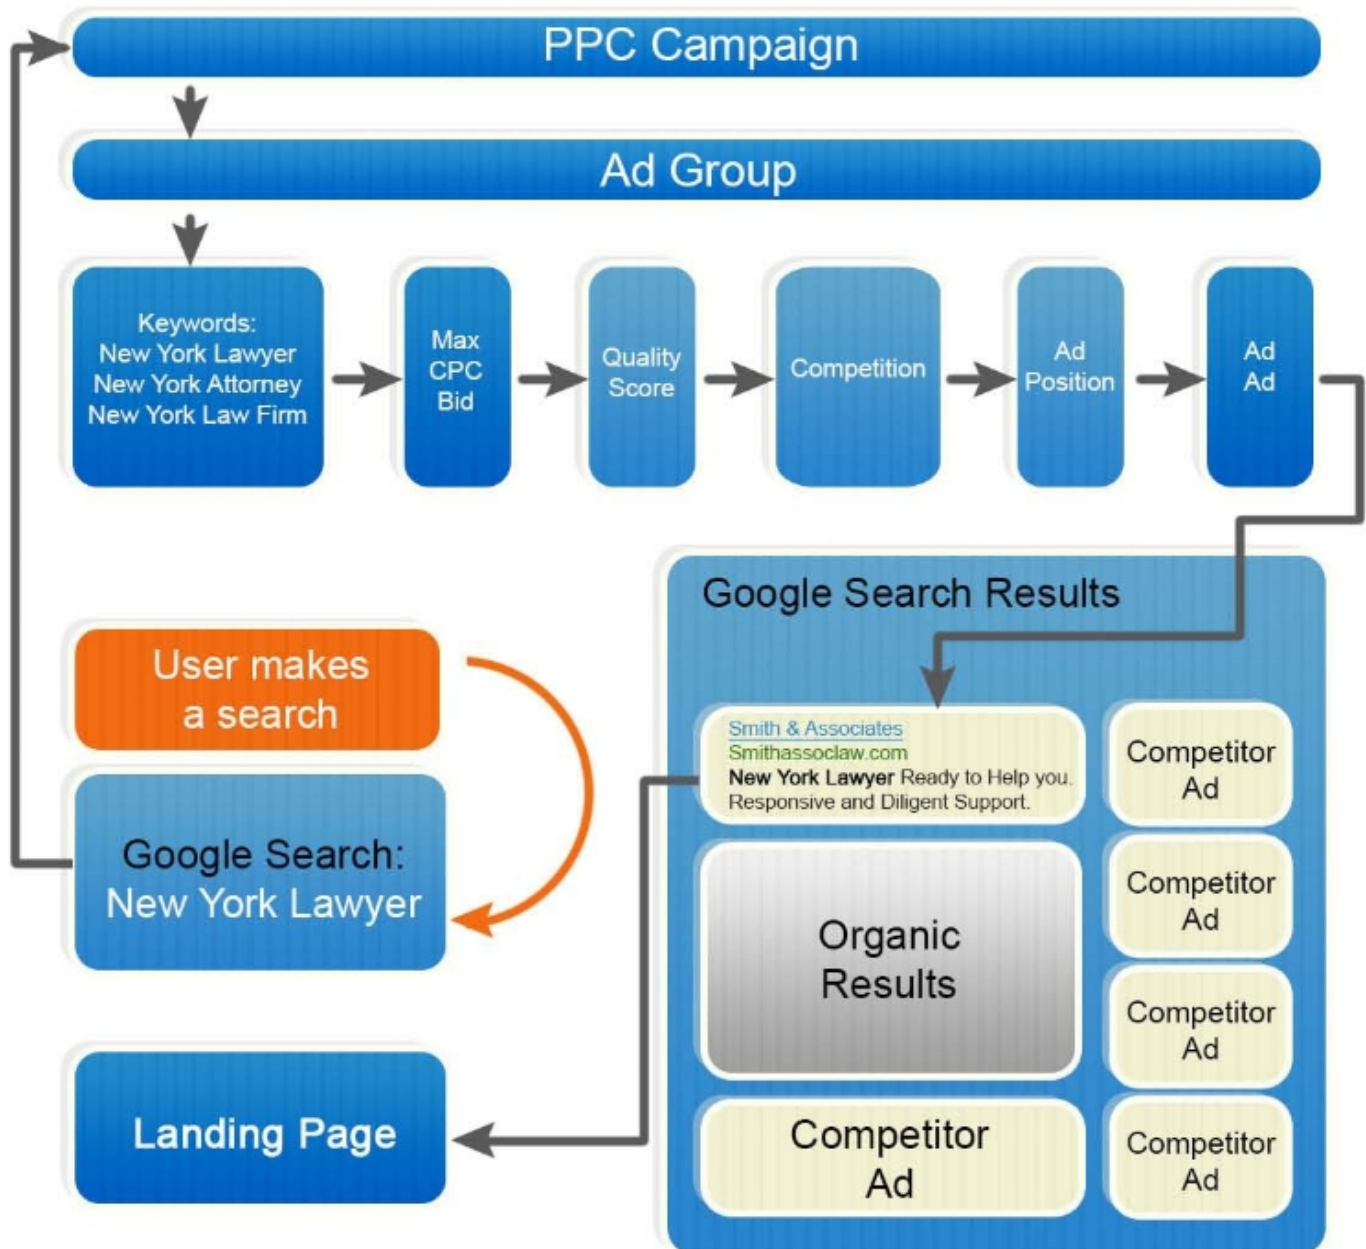 PPC Campaign
Ad Group
Keywords:
New York Lawyer
New York Attorney
New York Law Firm
Max
CPC
Bid
Quality
Score
Competition
Ad
Position
Ad
Ad
User makes
a search
Google Search:
New York Lawyer
Landing Page
Google Search Results
Smith & Associates
Smithassoclaw.com
New York Lawyer Ready to Help you.
Responsive and Diligent Support.
Organic
Results
Competitor
Ad
Competitor
Ad
Competitor
Ad
Competitor
Ad
Competitor
Ad